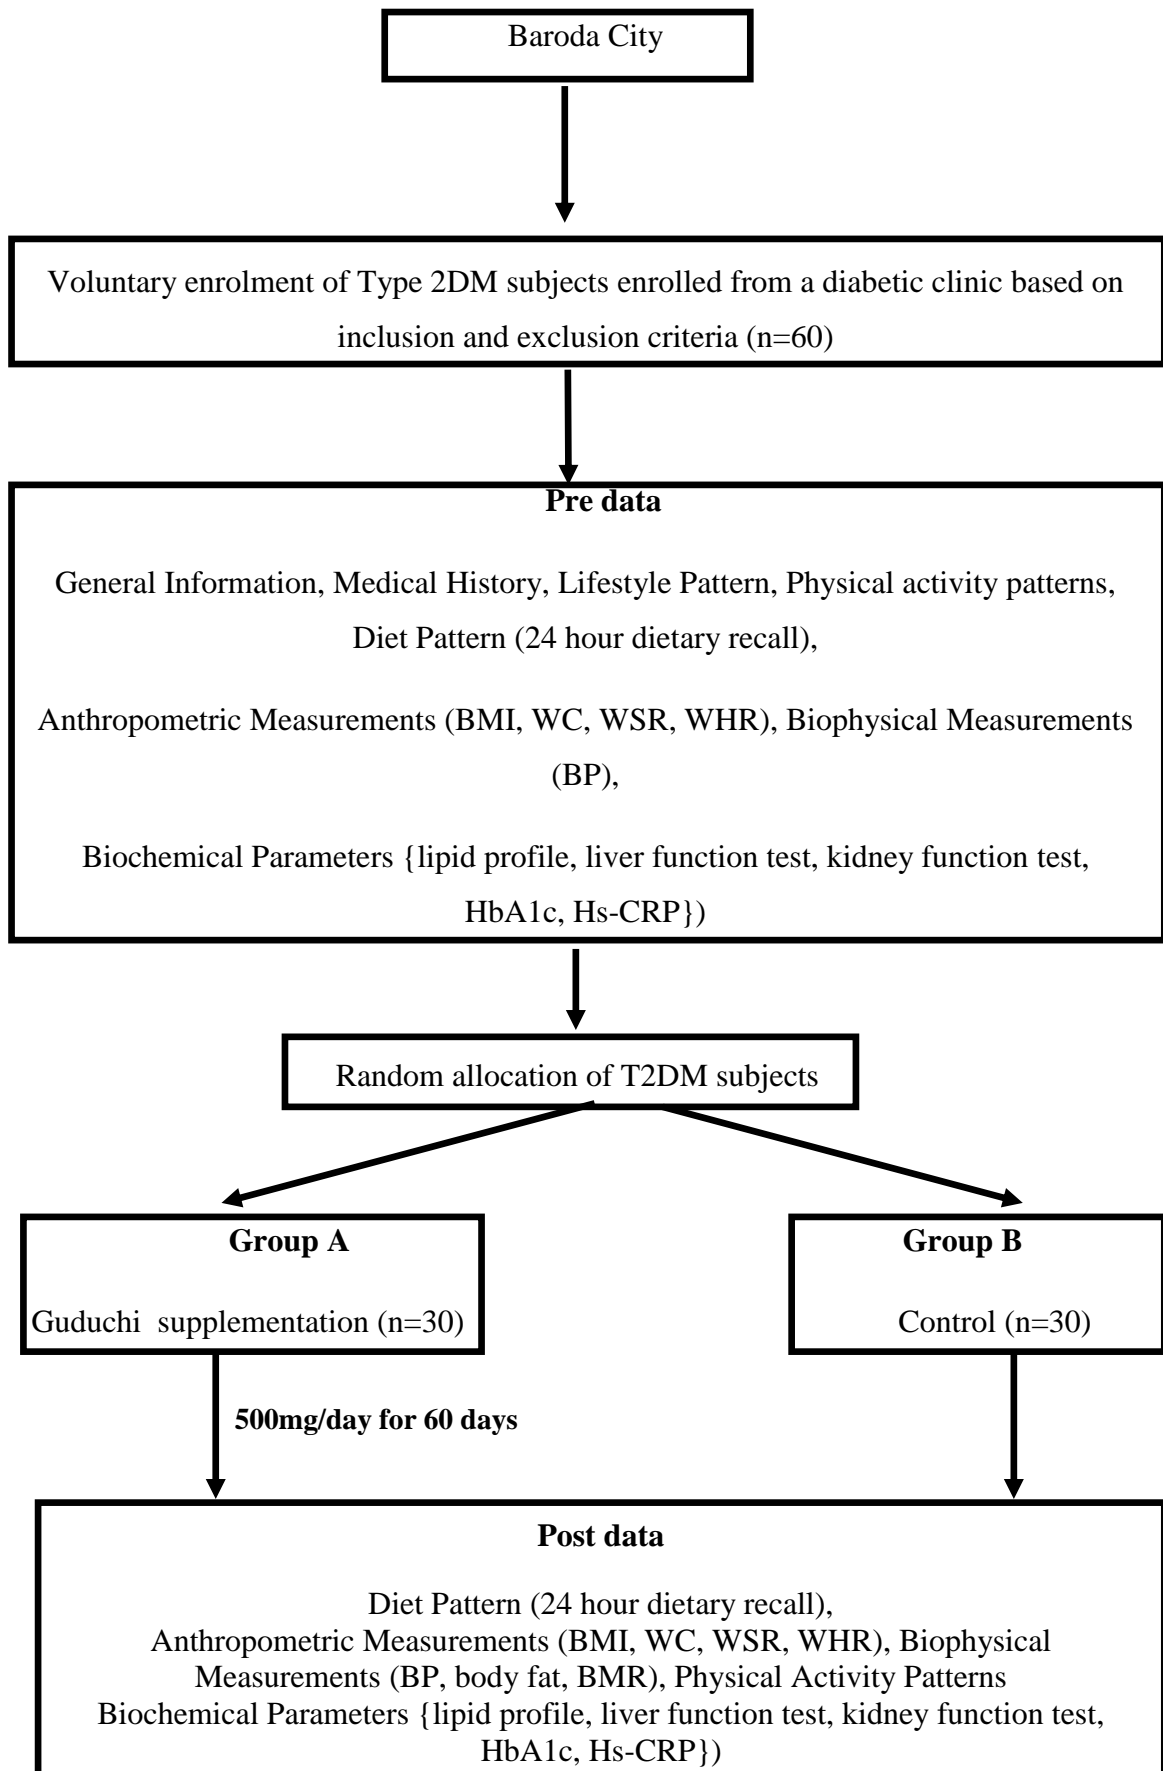 Baroda City
Voluntary enrolment of Type 2DM subjects enrolled from a diabetic clinic based on
inclusion and exclusion criteria (n=60)
Pre data
General Information, Medical History, Lifestyle Pattern, Physical activity patterns,
Diet Pattern (24 hour dietary recall),
Anthropometric Measurements (BMI, WC, WSR, WHR), Biophysical Measurements
(BP),
Biochemical Parameters {lipid profile, liver function test, kidney function test,
HbA1c, Hs-CRP})
Random allocation of T2DM subjects
Group A
Guduchi supplementation (n=30)
Group B
Control (n=30)
500mg/day for 60 days
Post data
Diet Pattern (24 hour dietary recall),
Anthropometric Measurements (BMI, WC, WSR, WHR), Biophysical
Measurements (BP, body fat, BMR), Physical Activity Patterns
Biochemical Parameters {lipid profile, liver function test, kidney function test,
HbA1c, Hs-CRP})